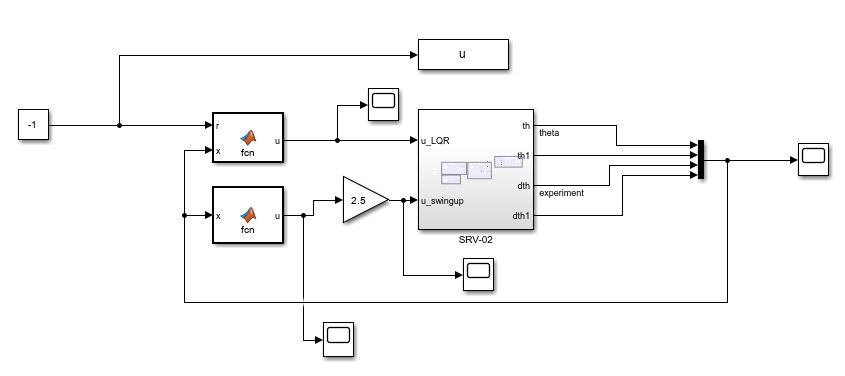 u
-1
r
x
u
fcn
x
u
fcn
2.5
u_LQR
u_swingup
th
th1
dth
dth1
SRV-02
theta
experiment